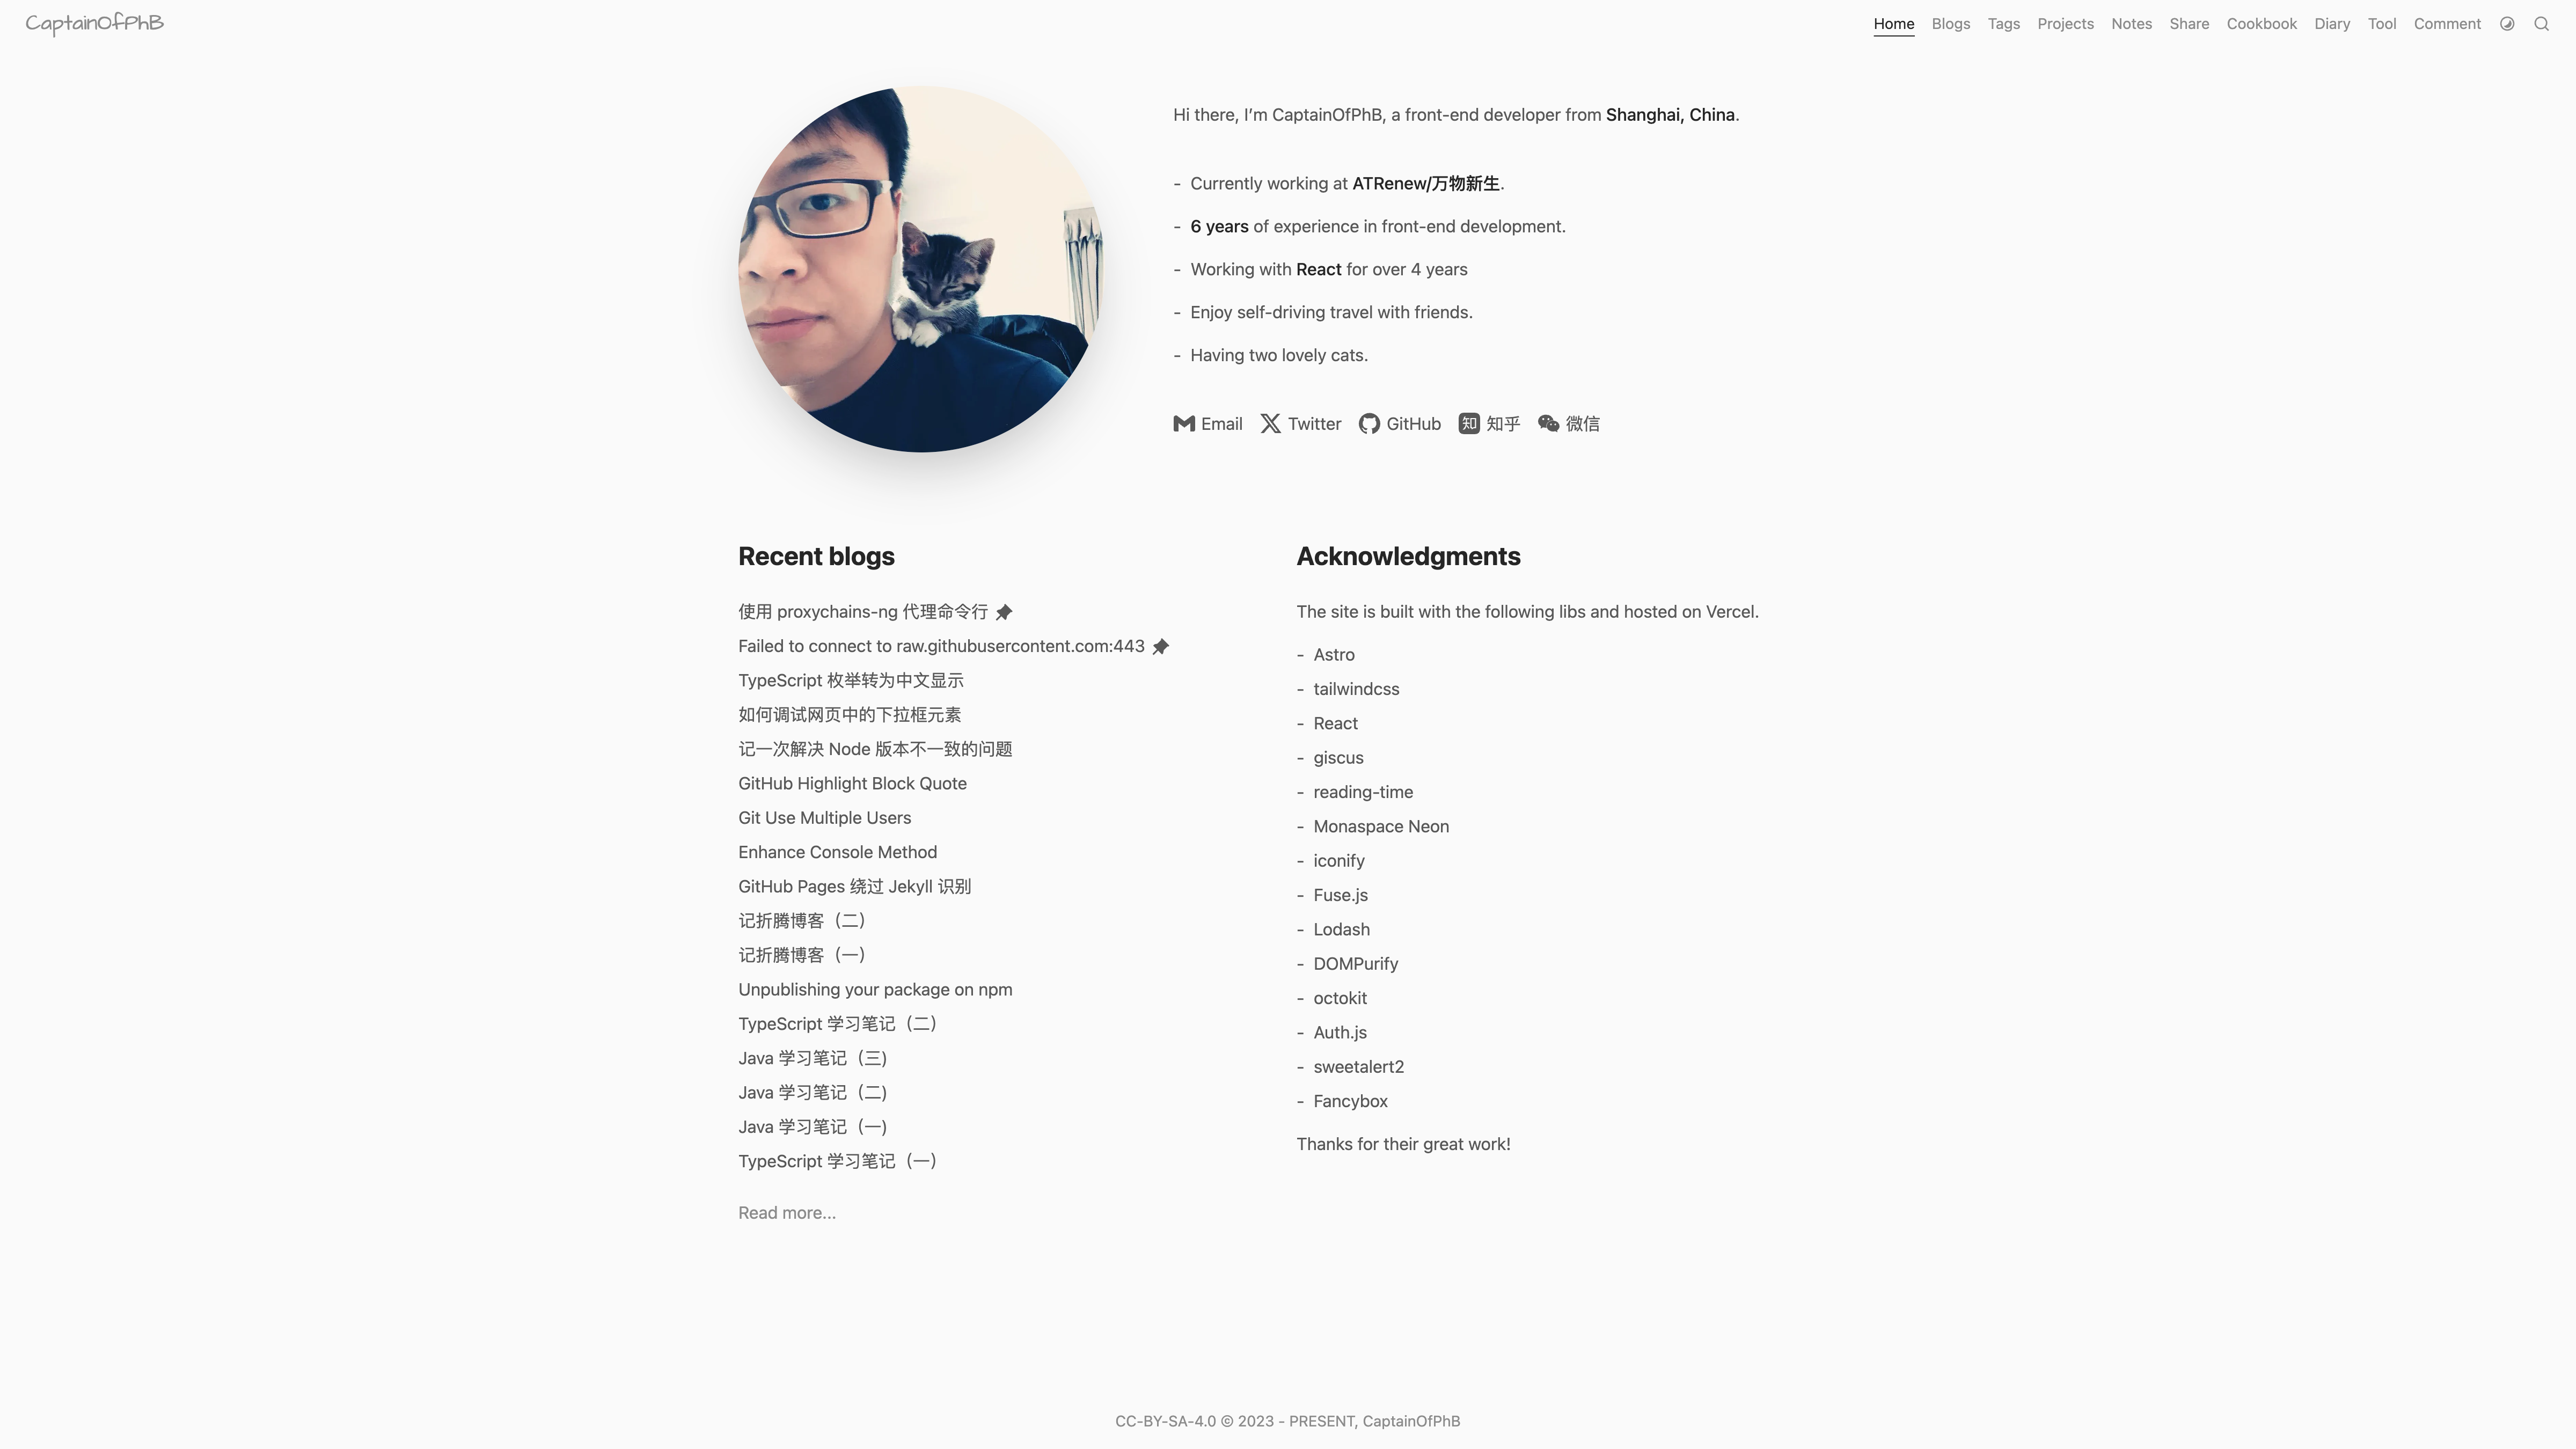 CaptainOfPhB
Home Blogs Tags Projects Notes Share Cookbook Diary Tool Comment
Hi there, I’m CaptainOfPhB, a front-end developer from Shanghai, China.
- Currently working at ATRenew/万物新生.
- 6 years of experience in front-end development.
- Working with React for over 4 years
- Enjoy self-driving travel with friends.
- Having two lovely cats.
Email Twitter GitHub 知 知乎 微信
Recent blogs
使用 proxychains-ng 代理命令行
Failed to connect to raw.githubusercontent.com:443
TypeScript 枚举转为中文显示
如何调试网页中的下拉框元素
记一次解决 Node 版本不一致的问题
GitHub Highlight Block Quote
Git Use Multiple Users
Enhance Console Method
GitHub Pages 绕过 Jekyll 识别
记折腾博客（二）
记折腾博客（一）
Unpublishing your package on npm
TypeScript 学习笔记（二）
Java 学习笔记（三)
Java 学习笔记（二)
Java 学习笔记（一)
TypeScript 学习笔记（一）
Read more...
Acknowledgments
The site is built with the following libs and hosted on Vercel.
- Astro
- tailwindcss
- React
- giscus
- reading-time
- Monaspace Neon
- iconify
- Fuse.js
- Lodash
- DOMPurify
- octokit
- Auth.js
- sweetalert2
- Fancybox
Thanks for their great work!
CC-BY-SA-4.0 © 2023 - PRESENT, CaptainOfPhB